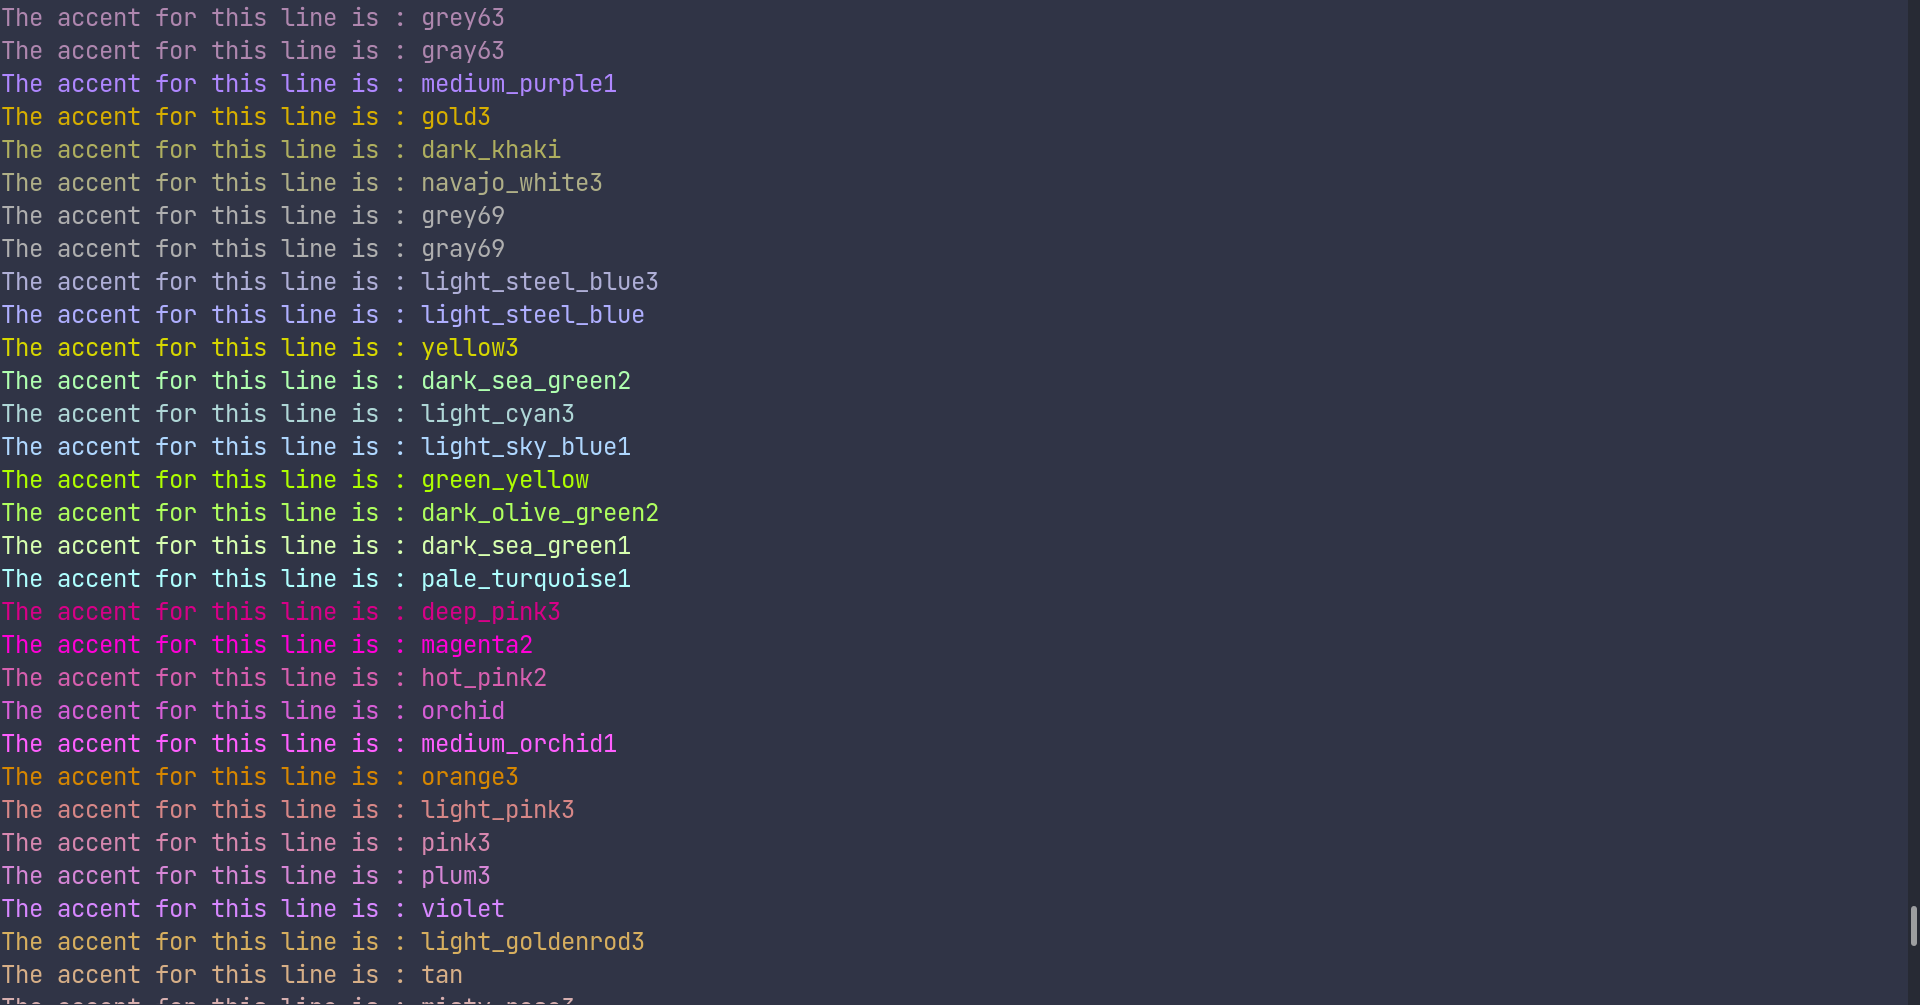 The accent for this line is : grey63
The accent for this line is : gray63
The accent for this line is : medium_purple1
The accent for this line is : gold3
The accent for this line is : dark_khaki
The accent for this line is : navajo_white3
The accent for this line is : grey69
The accent for this line is : gray69
The accent for this line is : light_steel_blue3
The accent for this line is : light_steel_blue
The accent for this line is : yellow3
The accent for this line is : dark_sea_green2
The accent for this line is : light_cyan3
The accent for this line is : light_sky_blue1
The accent for this line is : green_yellow
The accent for this line is : dark_olive_green2
The accent for this line is : dark_sea_green1
The accent for this line is : pale_turquoise1
The accent for this line is : deep_pink3
The accent for this line is : magenta2
The accent for this line is : hot_pink2
The accent for this line is : orchid
The accent for this line is : medium_orchid1
The accent for this line is : orange3
The accent for this line is : light_pink3
The accent for this line is : pink3
The accent for this line is : plum3
The accent for this line is : violet
The accent for this line is : light_goldenrod3
The accent for this line is : tan
The accent for this line is : misty_rose3